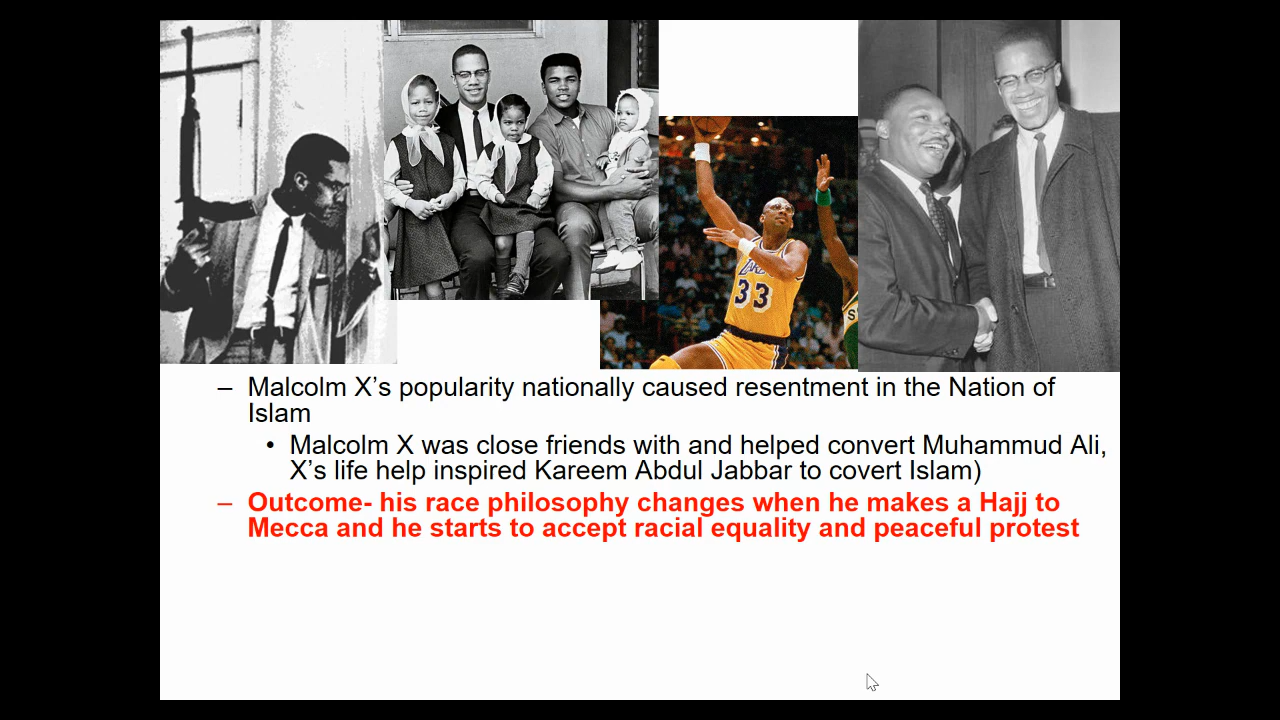 LAKE
33
S
– Malcolm X’s popularity nationally caused resentment in the Nation of
Islam
• Malcolm X was close friends with and helped convert Muhammud Ali,
X’s life help inspired Kareem Abdul Jabbar to covert Islam)
– Outcome- his race philosophy changes when he makes a Hajj to
Mecca and he starts to accept racial equality and peaceful protest